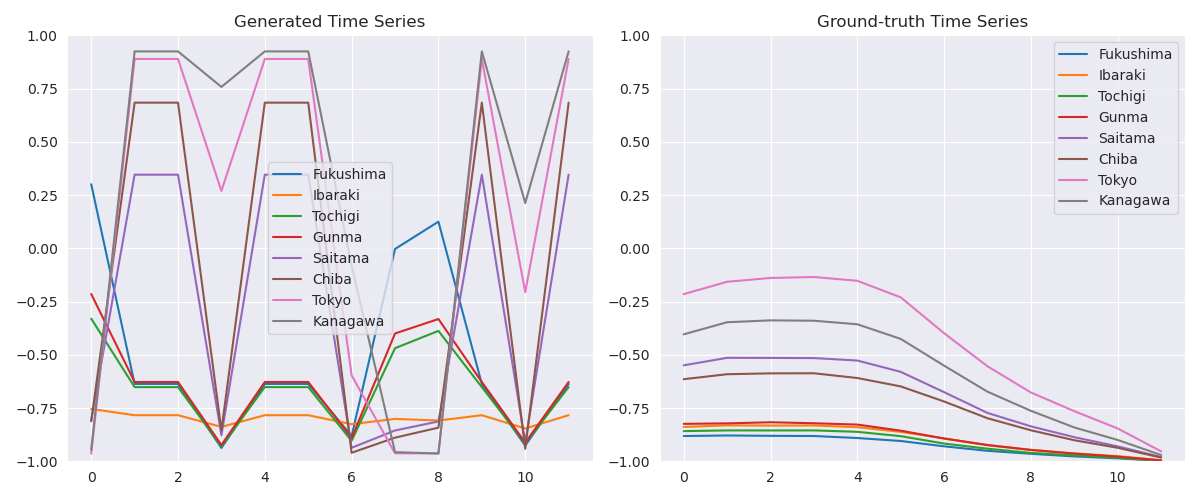 Generated Time Series
1.00
0.75
0.50
0.25
0.00
−0.25
−0.50
−0.75
−1.00
0 2 4 6 8 10
Fukushima
Ibaraki
Tochigi
Gunma
Saitama
Chiba
Tokyo
Kanagawa
Ground-truth Time Series
1.00
0.75
0.50
0.25
0.00
−0.25
−0.50
−0.75
−1.00
0 2 4 6 8 10
Fukushima
Ibaraki
Tochigi
Gunma
Saitama
Chiba
Tokyo
Kanagawa